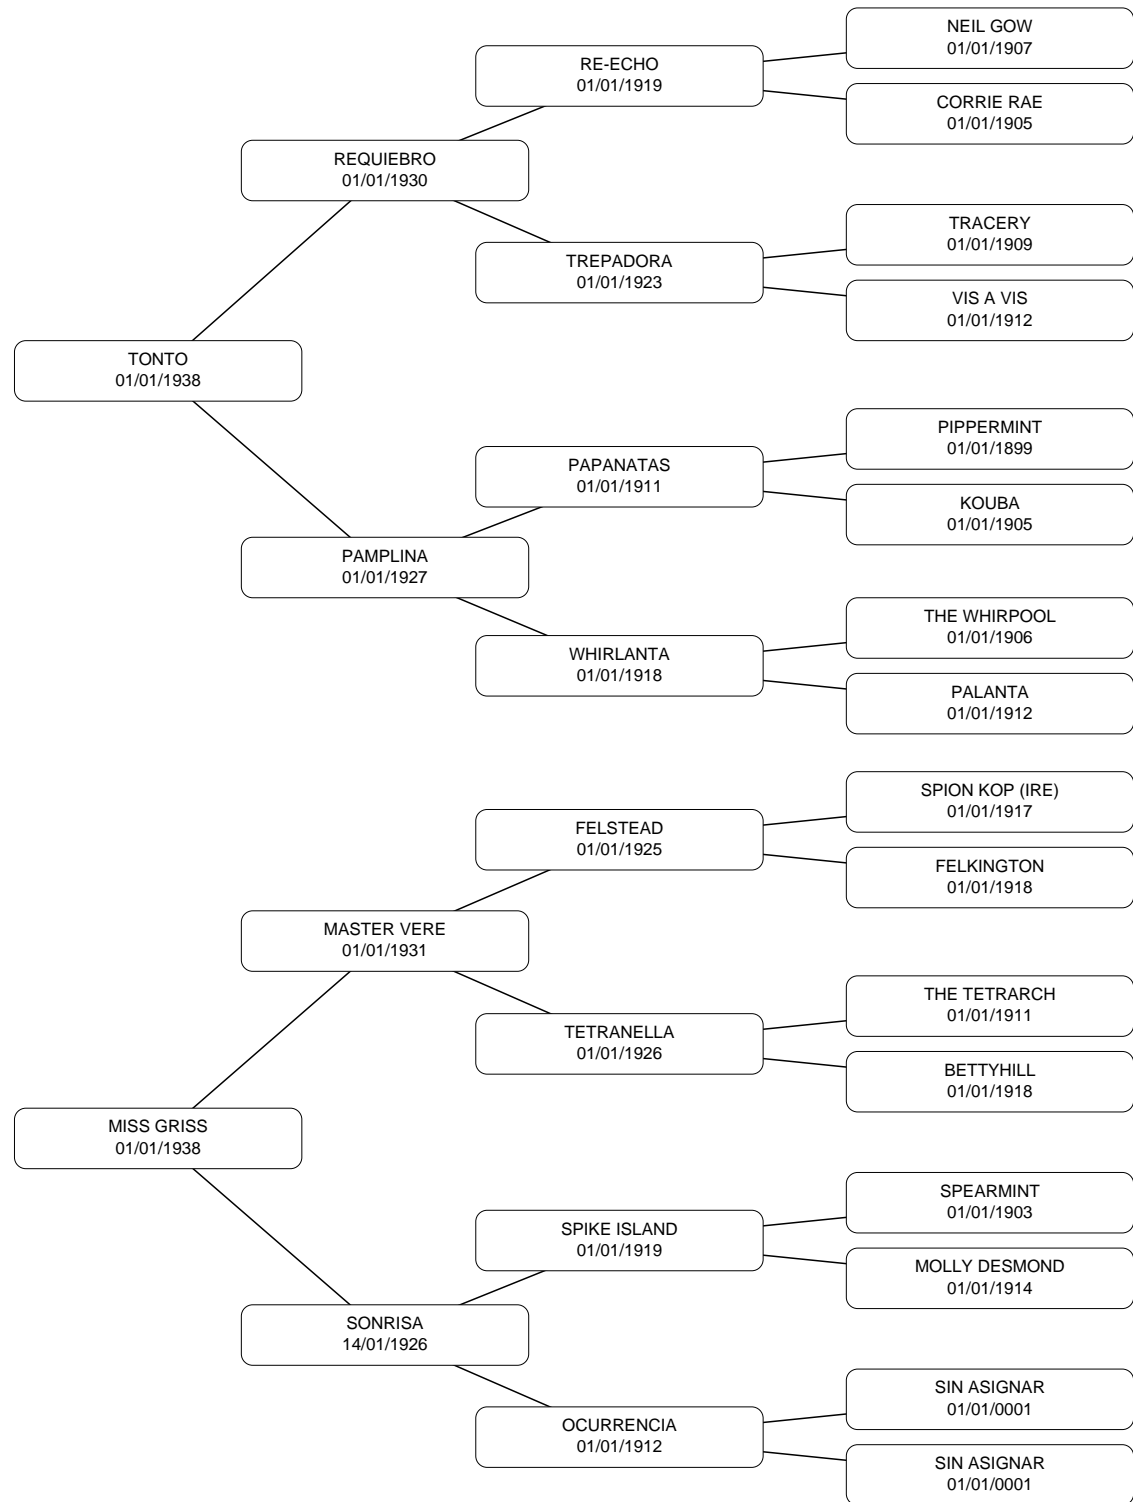 NEIL GOW
01/01/1907
RE-ECHO
01/01/1919
CORRIE RAE
01/01/1905
REQUIEBRO
01/01/1930
TRACERY
01/01/1909
TREPADORA
01/01/1923
VIS A VIS
01/01/1912
TONTO
01/01/1938
PIPPERMINT
01/01/1899
PAPANATAS
01/01/1911
KOUBA
01/01/1905
PAMPLINA
01/01/1927
THE WHIRPOOL
01/01/1906
WHIRLANTA
01/01/1918
PALANTA
01/01/1912
SPION KOP (IRE)
01/01/1917
FELSTEAD
01/01/1925
FELKINGTON
01/01/1918
MASTER VERE
01/01/1931
THE TETRARCH
01/01/1911
TETRANELLA
01/01/1926
BETTYHILL
01/01/1918
MISS GRISS
01/01/1938
SPEARMINT
01/01/1903
SPIKE ISLAND
01/01/1919
MOLLY DESMOND
01/01/1914
SONRISA
14/01/1926
SIN ASIGNAR
01/01/0001
OCURRENCIA
01/01/1912
SIN ASIGNAR
01/01/0001